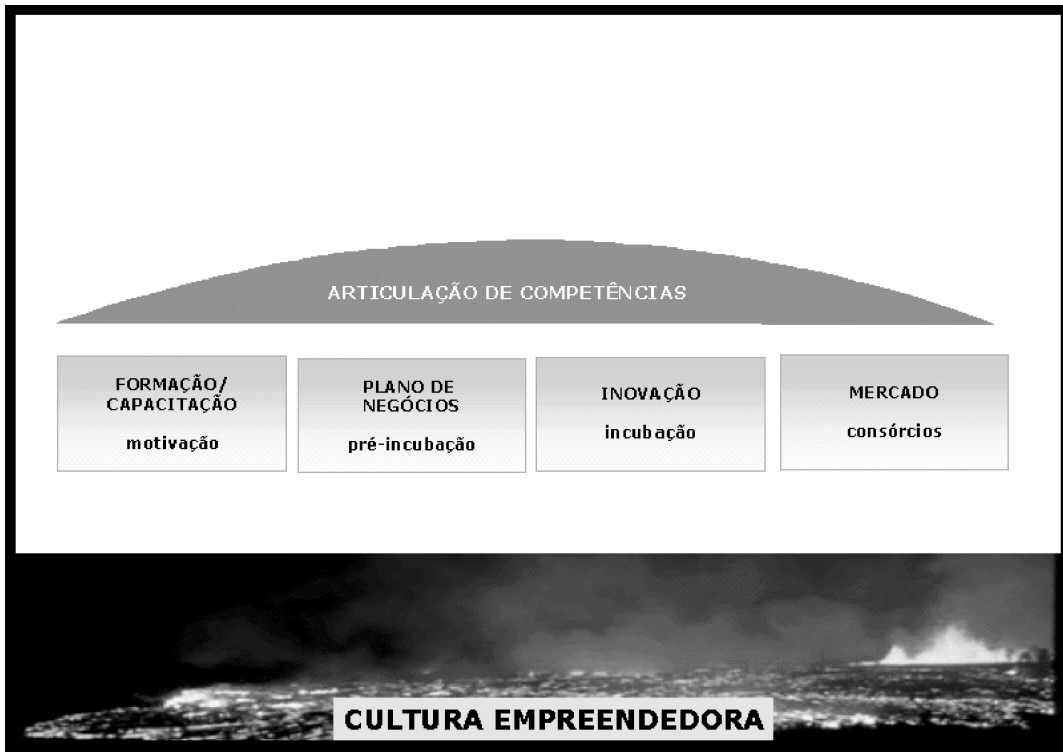 ARTICULAÇÃO DE COMPETÊNCIAS
FORMAÇÃO/
CAPACITAÇÃO
motivação
PLANO DE
NEGÓCIOS
pré-incubação
INOVAÇÃO
incubação
MERCADO
consórcios
CULTURA EMPREENDEDORA